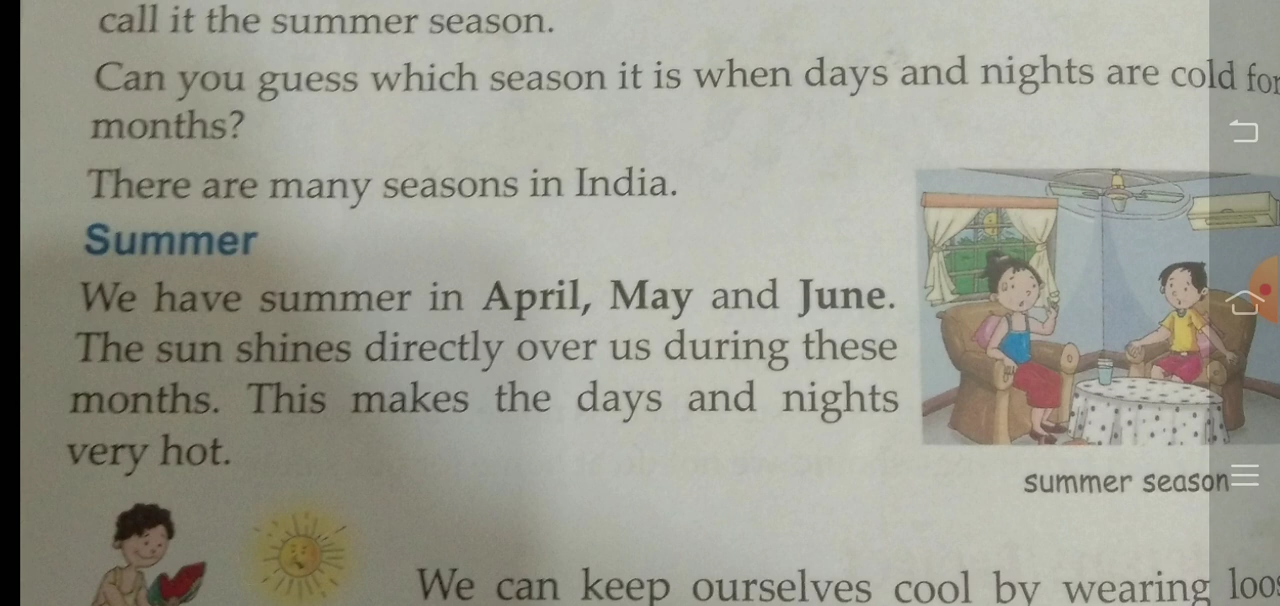 call it the summer season.
Can you guess which season it is when days and nights are cold for
months?
There are many seasons in India.
Summer
We have summer in April, May and June.
The sun shines directly over us during these
months. This makes the days and nights
very hot.
summer season
We can keep ourselves cool by wearing